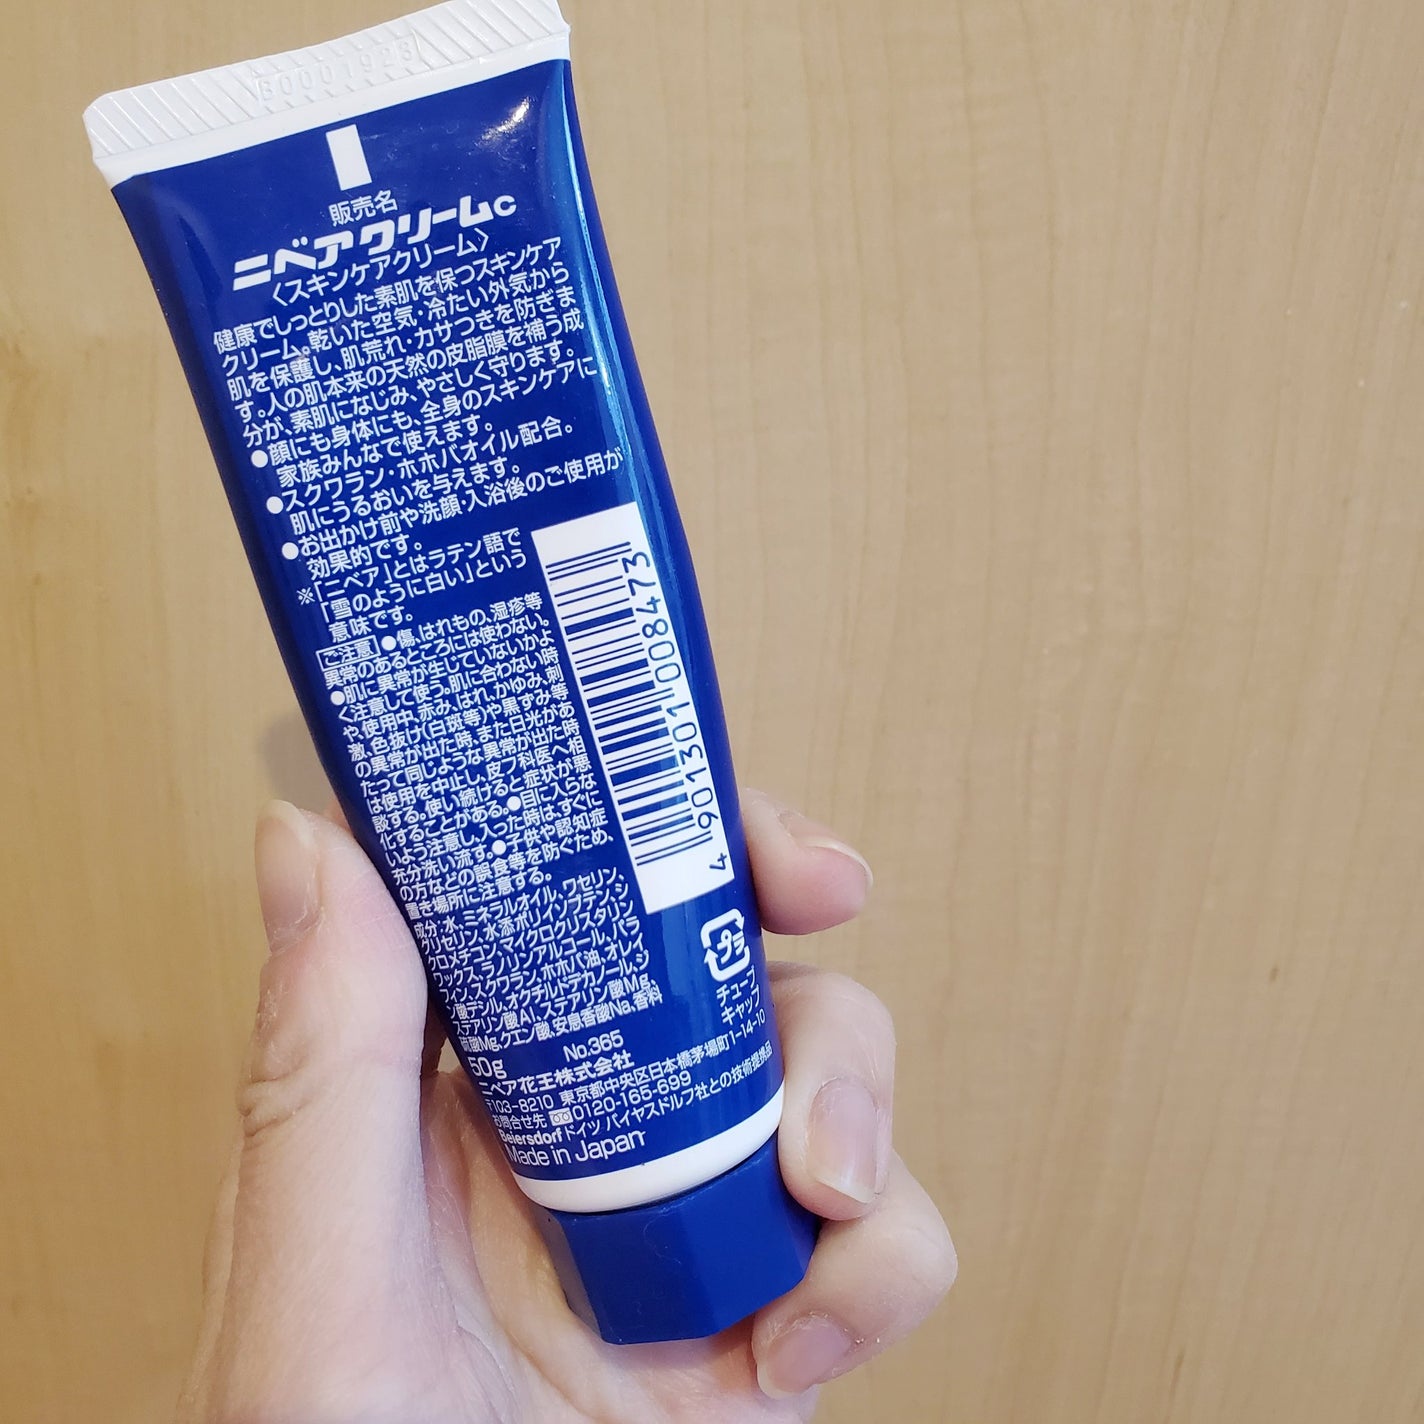 B0001923
販売名
ニベアクリームc
〈スキンケアクリーム〉
健康でしっとりした素肌を保つスキンケア
クリーム。乾いた空気・冷たい外気から
肌を保護し、肌荒れ・カサつきを防ぎま
す。人の肌本来の天然の皮脂膜を補う成
分が、素肌になじみ、やさしく守ります。
●顔にも身体にも、全身のスキンケアに
家族みんなで使えます。
●スクワラン・ホホバオイル配合。
肌にうるおいを与えます。
●お出かけ前や洗顔・入浴後のご使用が
効果的です。
※「ニベア」とはラテン語で
「雪のように白い」という
意味です。
ご注意 ●傷、はれもの、湿疹等
異常のあるところには使わない。
●肌に異常が生じていないかよ
く注意して使う。肌に合わない時
や、使用中、赤み、はれ、かゆみ、刺
激、色抜け(白斑等)や黒ずみ等
の異常が出た時、また日光があ
たって同じような異常が出た時
は使用を中止し、皮フ科医へ相
談する。使い続けると症状が悪
化することがある。●目に入らな
いよう注意し、入った時は、すぐに
充分洗い流す。●子供や認知症
の方などの誤食等を防ぐため、
置き場所に注意する。
成分:水、ミネラルオイル、ワセリン、
グリセリン、水添ポリイソブテン、シ
クロメチコン、マイクロクリスタリン
ワックス、ラノリンアルコール、パラ
フィン、スクワラン、ホホバ油、オレイ
ン酸デシル、オクチルドデカノール、ジ
ステアリン酸Al、ステアリン酸Mg、
硫酸Mg、クエン酸、安息香酸Na、香料
4 901301 008473
プラ
チューブ
キャップ
50g No.365
ニベア花王株式会社
〒103-8210 東京都中央区日本橋茅場町1-14-10
お問合せ先 0120-165-699
Beiersdorf ドイツ バイヤスドルフ社との技術提携品
Made in Japan